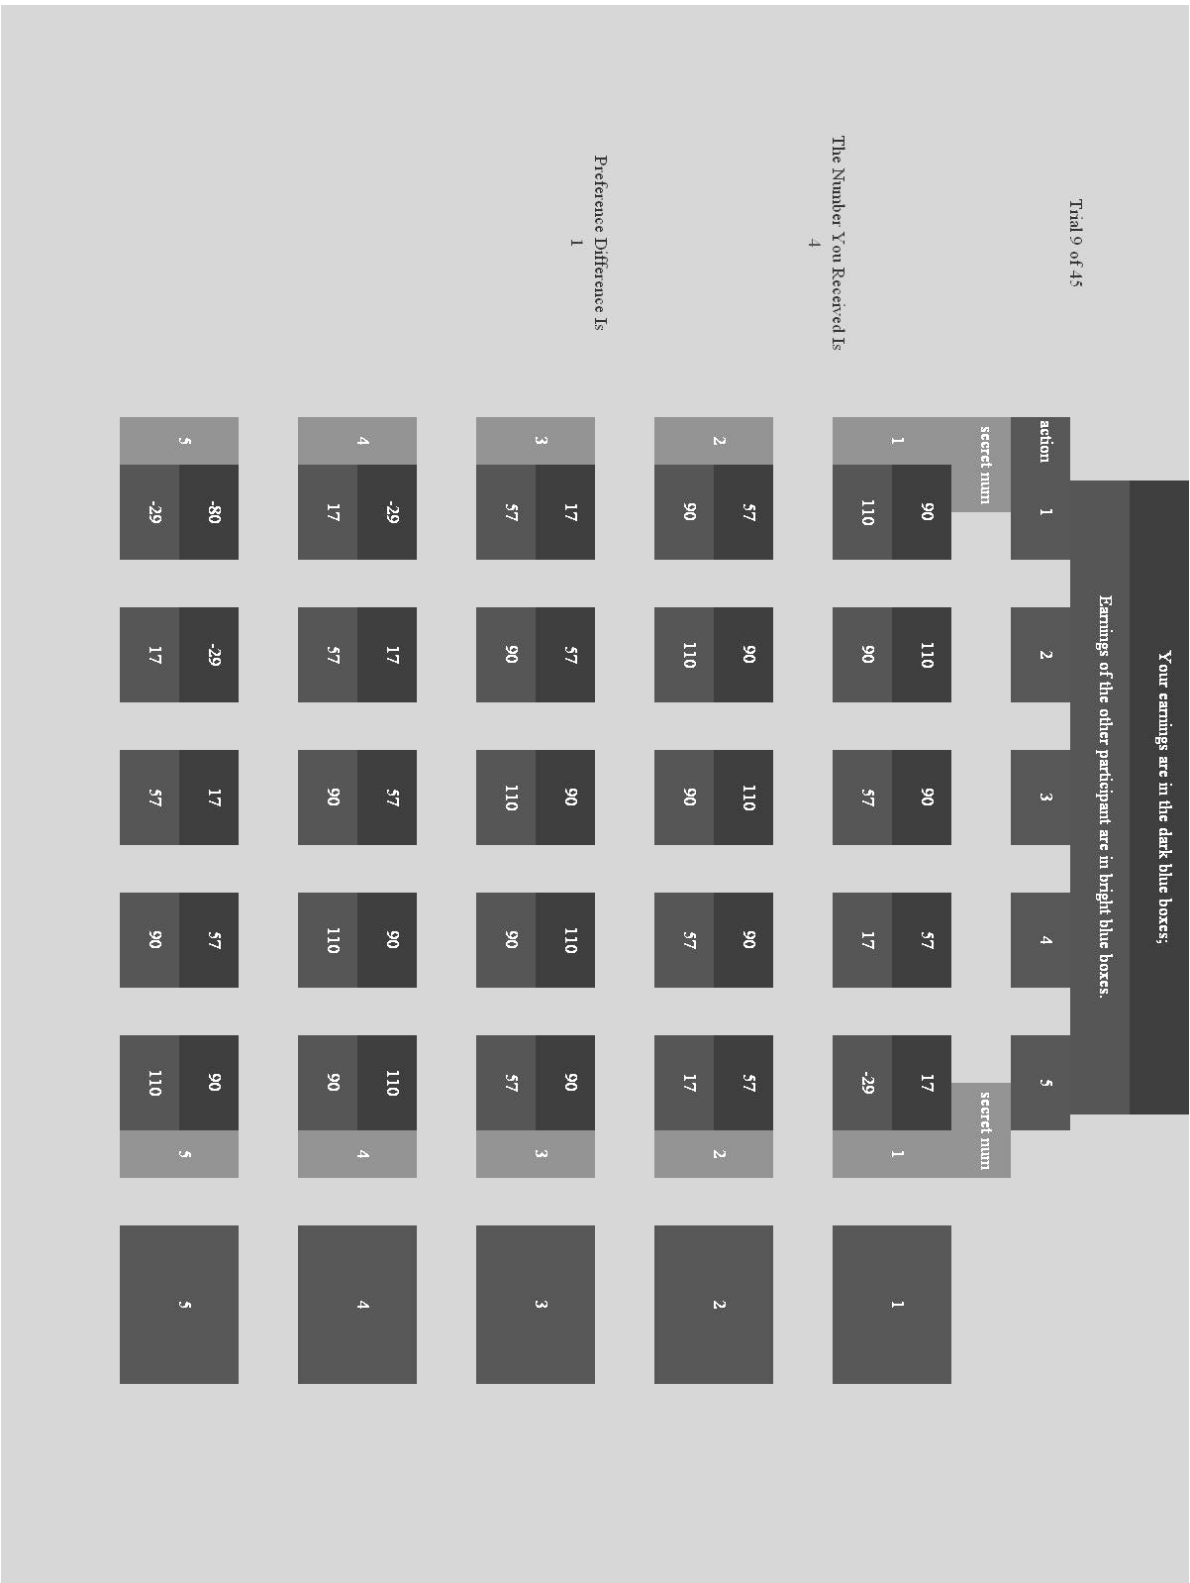 Your earnings are in the dark blue boxes;
Earnings of the other participant are in bright blue boxes.
Trial 9 of 45
action 1 2 3 4 5
secret num secret num
90 110 90 57 17
1 1 1
110 90 57 17 -29
The Number You Received Is
4
57 90 110 90 57
2 2 2
90 110 90 57 17
Preference Difference Is
1
17 57 90 110 90
3 3 3
57 90 110 90 57
-29 17 57 90 110
4 4 4
17 57 90 110 90
-80 -29 17 57 90
5 5 5
-29 17 57 90 110